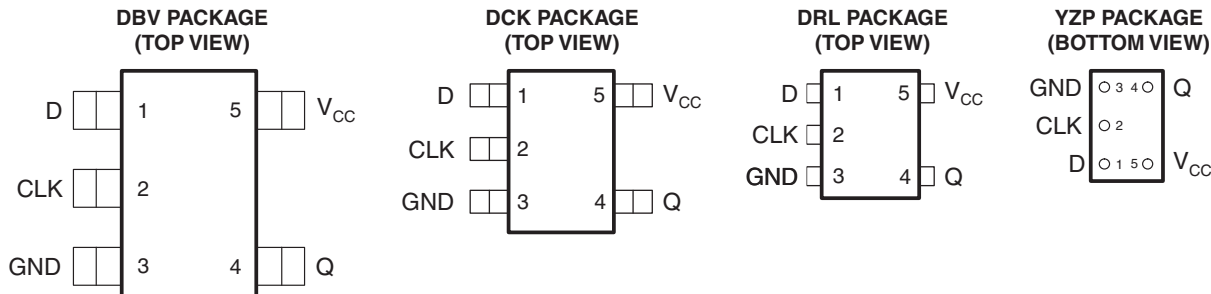 DBV PACKAGE
(TOP VIEW)
D 1 5 VCC
CLK 2
GND 3 4 Q
DCK PACKAGE
(TOP VIEW)
D 1 5 VCC
CLK 2
GND 3 4 Q
DRL PACKAGE
(TOP VIEW)
D 1 5 VCC
CLK 2
GND 3 4 Q
YZP PACKAGE
(BOTTOM VIEW)
GND 3 4 Q
CLK 2
D 1 5 VCC